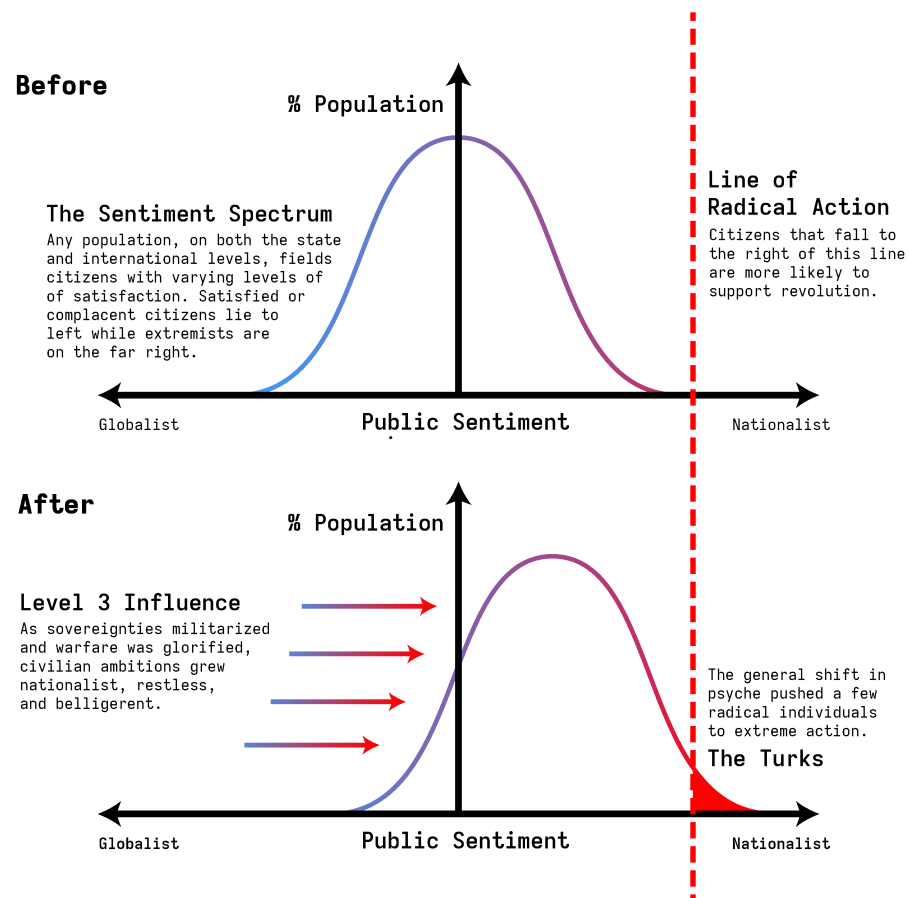 Before
% Population
The Sentiment Spectrum
Any population, on both the state
and international levels, fields
citizens with varying levels of
of satisfaction. Satisfied or
complacent citizens lie to
left while extremists are
on the far right.
Line of
Radical Action
Citizens that fall to
the right of this line
are more likely to
support revolution.
Globalist
Public Sentiment
Nationalist
After
% Population
Level 3 Influence
As sovereignties militarized
and warfare was glorified,
civilian ambitions grew
nationalist, restless,
and belligerent.
The general shift in
psyche pushed a few
radical individuals
to extreme action.
The Turks
Globalist
Public Sentiment
Nationalist